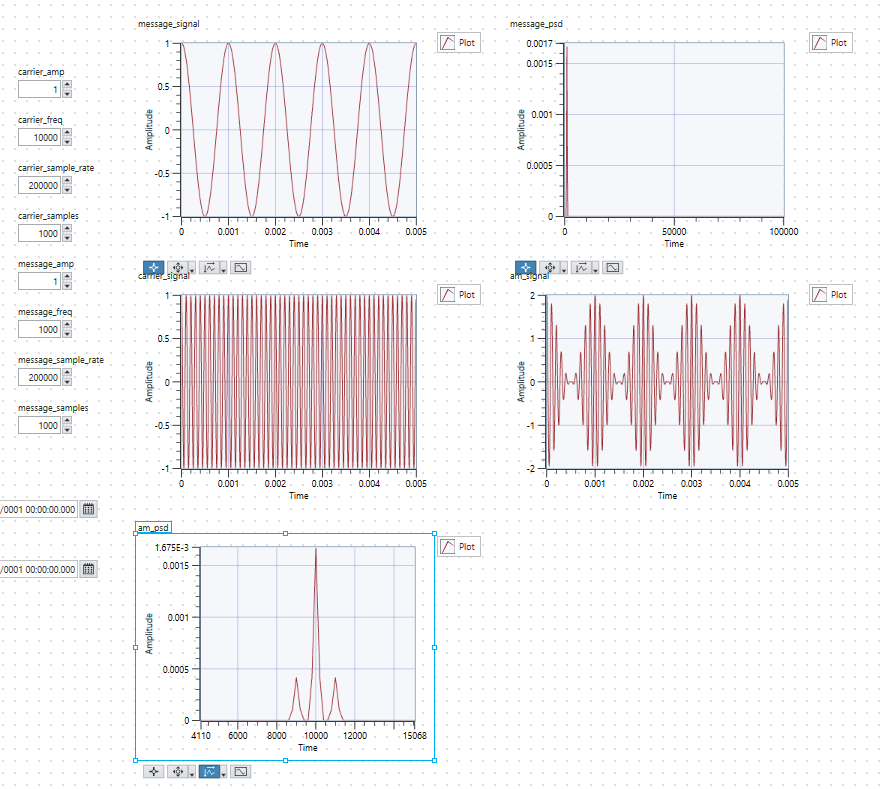 message_signal
Plot
1
0.5
0
-0.5
-1
Amplitude
0 0.001 0.002 0.003 0.004 0.005
Time
message_psd
Plot
0.0017
0.0015
0.001
0.0005
0
Amplitude
0 50000 100000
Time
carrier_amp
1
carrier_freq
10000
carrier_sample_rate
200000
carrier_samples
1000
message_amp
1
message_freq
1000
message_sample_rate
200000
message_samples
1000
carrier_signal
Plot
1
0.5
0
-0.5
-1
Amplitude
0 0.001 0.002 0.003 0.004 0.005
Time
am_signal
Plot
2
1
0
-1
-2
Amplitude
0 0.001 0.002 0.003 0.004 0.005
Time
/0001 00:00:00.000
/0001 00:00:00.000
am_psd
Plot
1.675E-3
0.0015
0.001
0.0005
0
Amplitude
4110 6000 8000 10000 12000 15068
Time